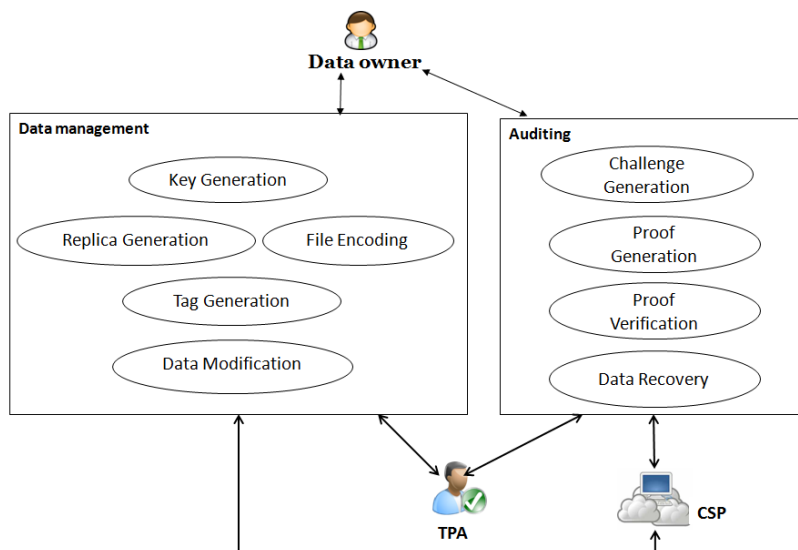 Data owner
Data management
Key Generation
Replica Generation
File Encoding
Tag Generation
Data Modification
Auditing
Challenge
Generation
Proof
Generation
Proof
Verification
Data Recovery
TPA
CSP